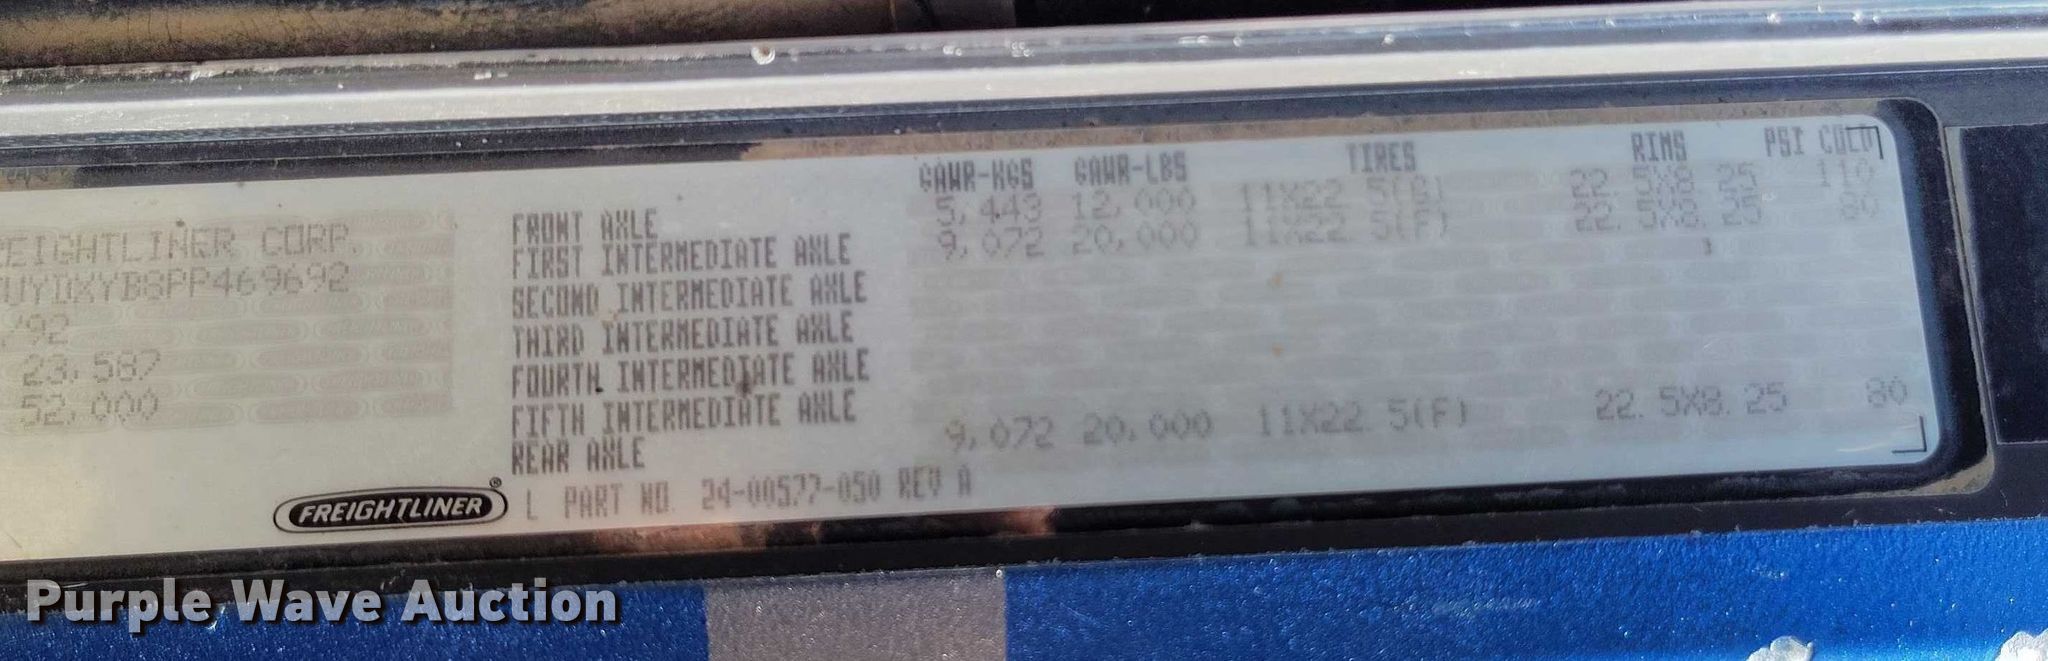 GAWR-KGS GAWR-LBS TIRES RIMS PSI COLD
FRONT AXLE 5,443 12,000 11X22.5(G) 22.5X8.25 110
FIRST INTERMEDIATE AXLE 9,072 20,000 11X22.5(F) 22.5X8.25 80
SECOND INTERMEDIATE AXLE
THIRD INTERMEDIATE AXLE
FOURTH INTERMEDIATE AXLE
FIFTH INTERMEDIATE AXLE
REAR AXLE 9,072 20,000 11X22.5(F) 22.5X8.25 80
REIGHTLINER CORP.
UYDXYB8PP469692
/92
23,587
52,000
FREIGHTLINER® L PART NO. 24-00577-050 REV A
Purple Wave Auction